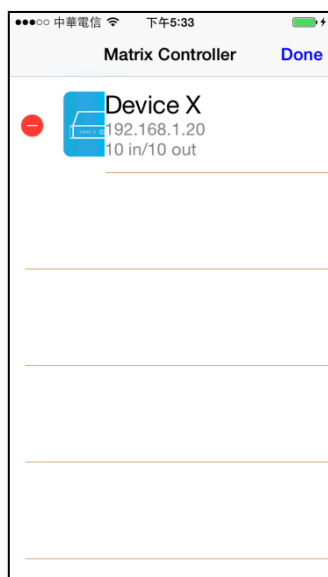 中華電信 下午5:33
Matrix Controller Done
Device X
192.168.1.20
10 in/10 out